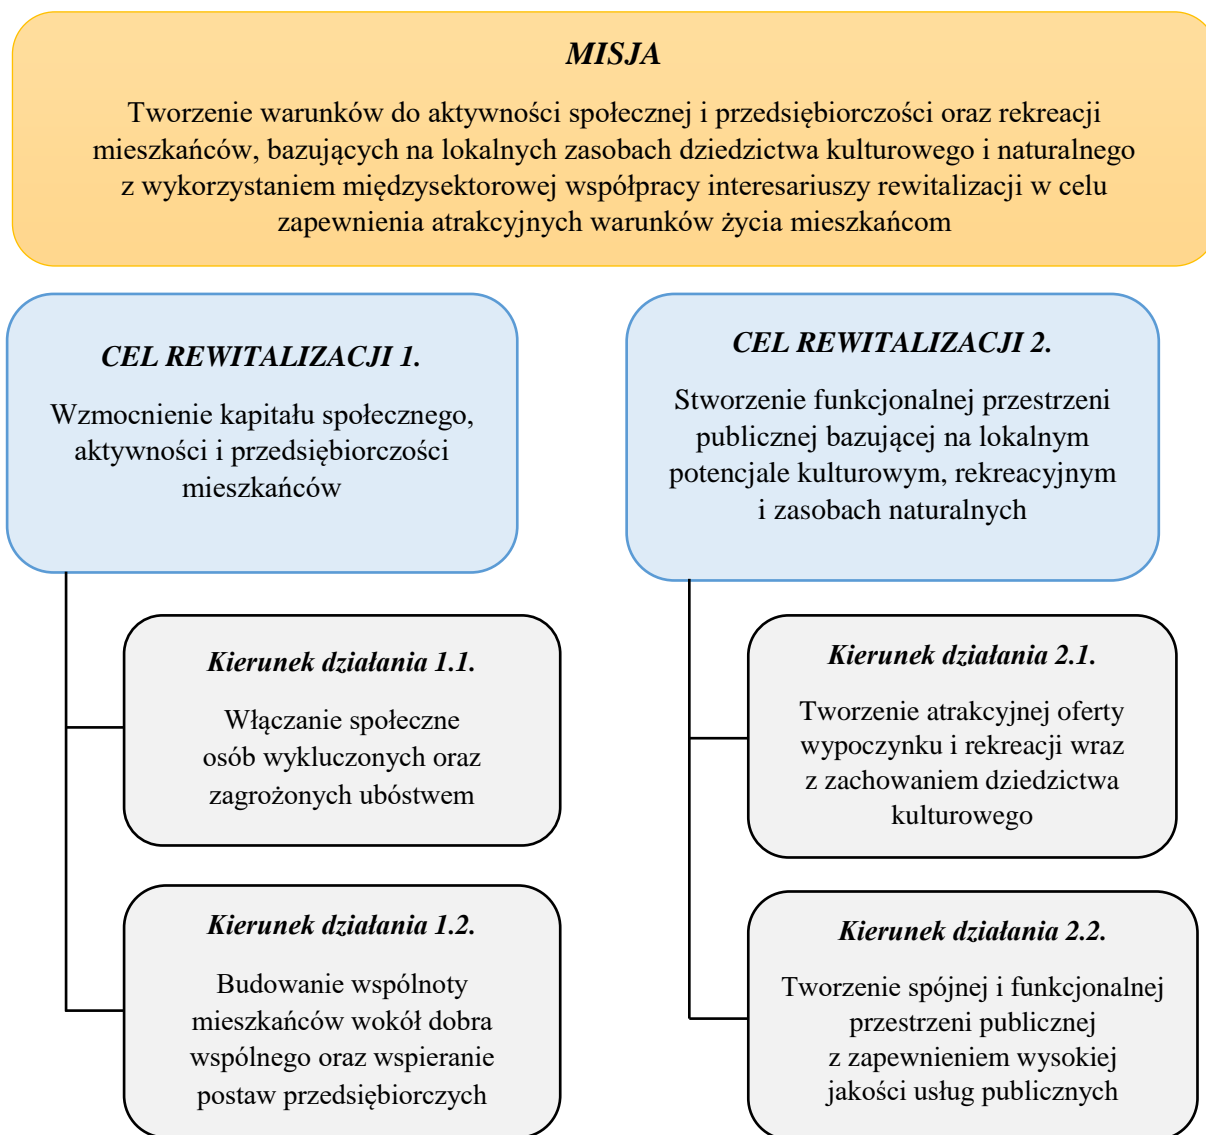 MISJA
Tworzenie warunków do aktywności społecznej i przedsiębiorczości oraz rekreacji
mieszkańców, bazujących na lokalnych zasobach dziedzictwa kulturowego i naturalnego
z wykorzystaniem międzysektorowej współpracy interesariuszy rewitalizacji w celu
zapewnienia atrakcyjnych warunków życia mieszkańcom
CEL REWITALIZACJI 1.
Wzmocnienie kapitału społecznego,
aktywności i przedsiębiorczości
mieszkańców
Kierunek działania 1.1.
Włączanie społeczne
osób wykluczonych oraz
zagrożonych ubóstwem
Kierunek działania 1.2.
Budowanie wspólnoty
mieszkańców wokół dobra
wspólnego oraz wspieranie
postaw przedsiębiorczych
CEL REWITALIZACJI 2.
Stworzenie funkcjonalnej przestrzeni
publicznej bazującej na lokalnym
potencjale kulturowym, rekreacyjnym
i zasobach naturalnych
Kierunek działania 2.1.
Tworzenie atrakcyjnej oferty
wypoczynku i rekreacji wraz
z zachowaniem dziedzictwa
kulturowego
Kierunek działania 2.2.
Tworzenie spójnej i funkcjonalnej
przestrzeni publicznej
z zapewnieniem wysokiej
jakości usług publicznych